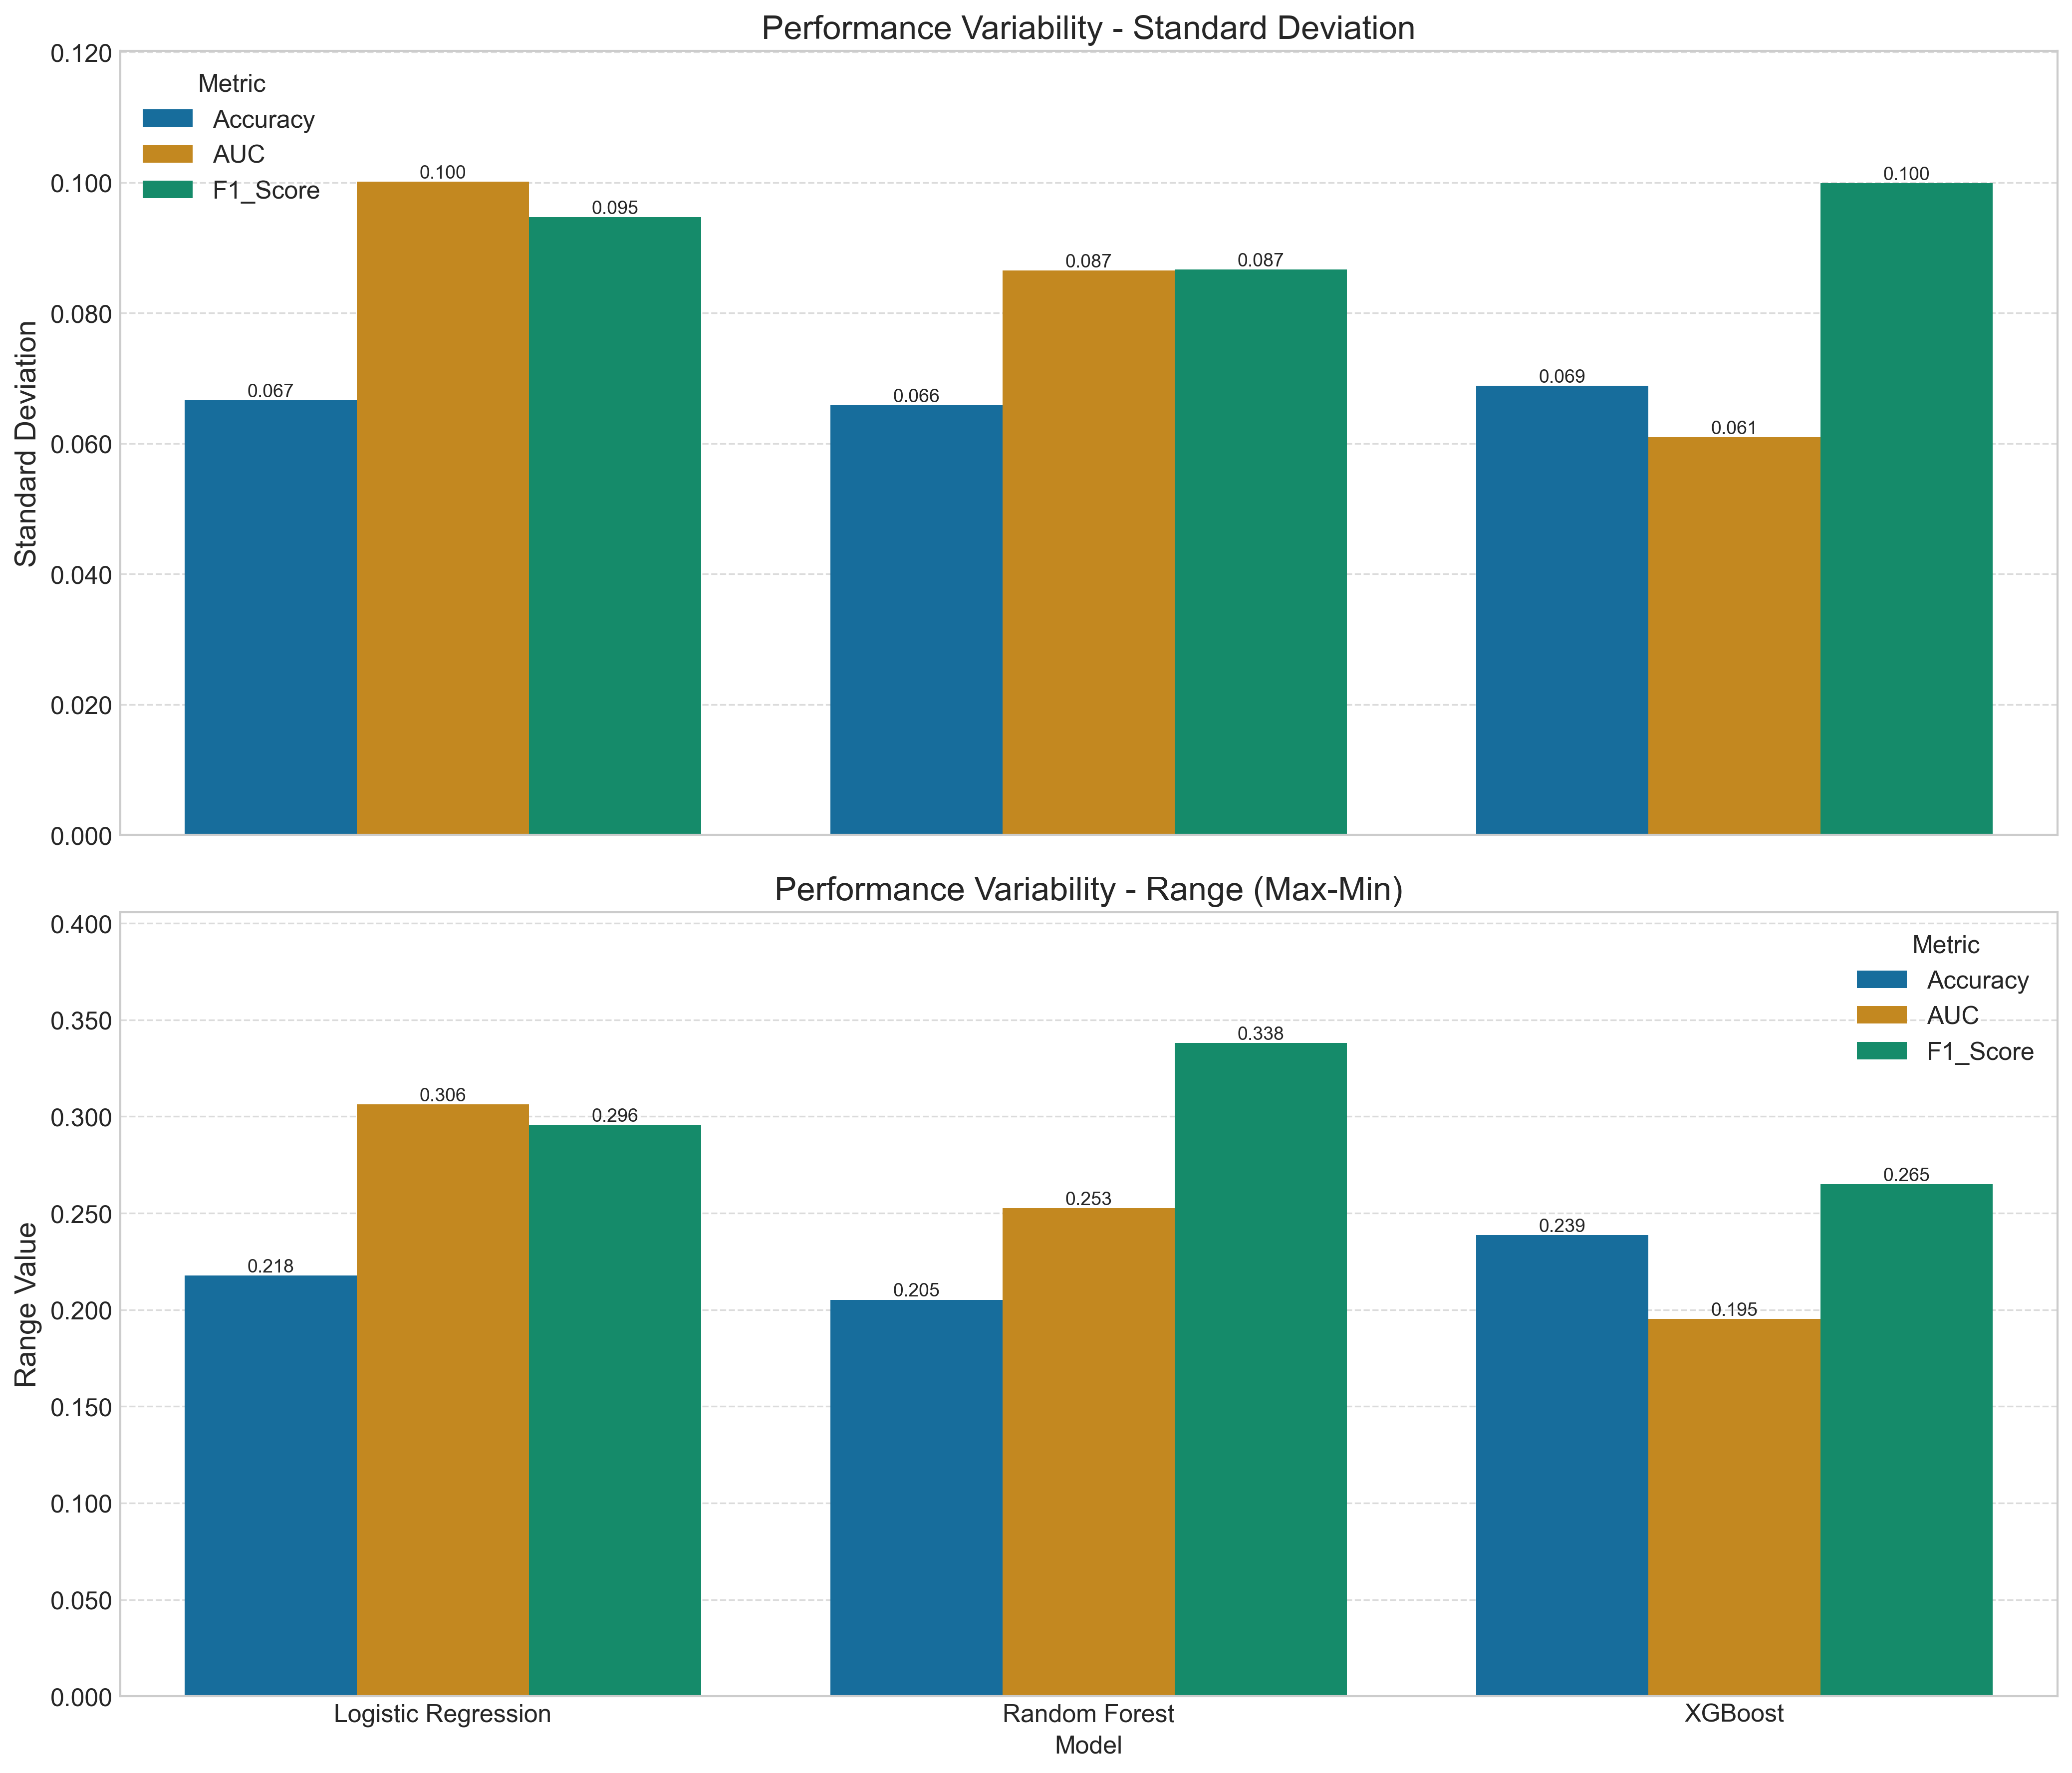 Performance Variability - Standard Deviation
0.120
0.100
0.080
0.060
0.040
0.020
0.000
Standard Deviation
Metric
Accuracy
AUC
F1_Score
0.067
0.100
0.095
0.066
0.087
0.087
0.069
0.061
0.100
Performance Variability - Range (Max-Min)
0.400
0.350
0.300
0.250
0.200
0.150
0.100
0.050
0.000
Range Value
Metric
Accuracy
AUC
F1_Score
0.218
0.306
0.296
0.205
0.253
0.338
0.239
0.195
0.265
Logistic Regression
Random Forest
XGBoost
Model